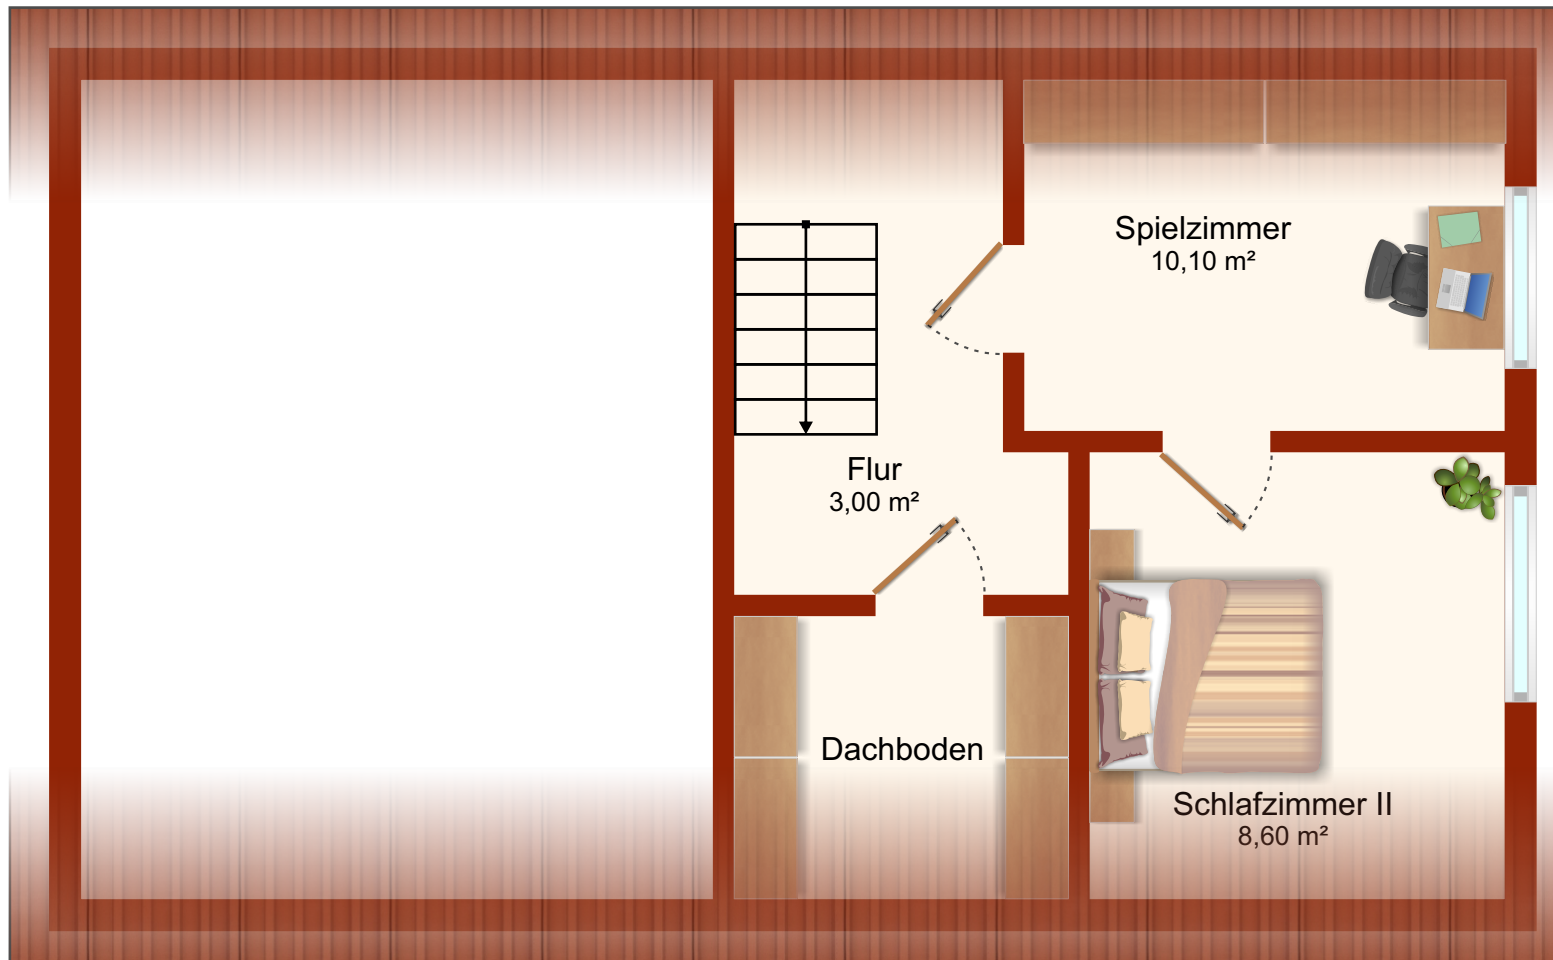 Spielzimmer
10,10 m²
Flur
3,00 m²
Dachboden
Schlafzimmer II
8,60 m²